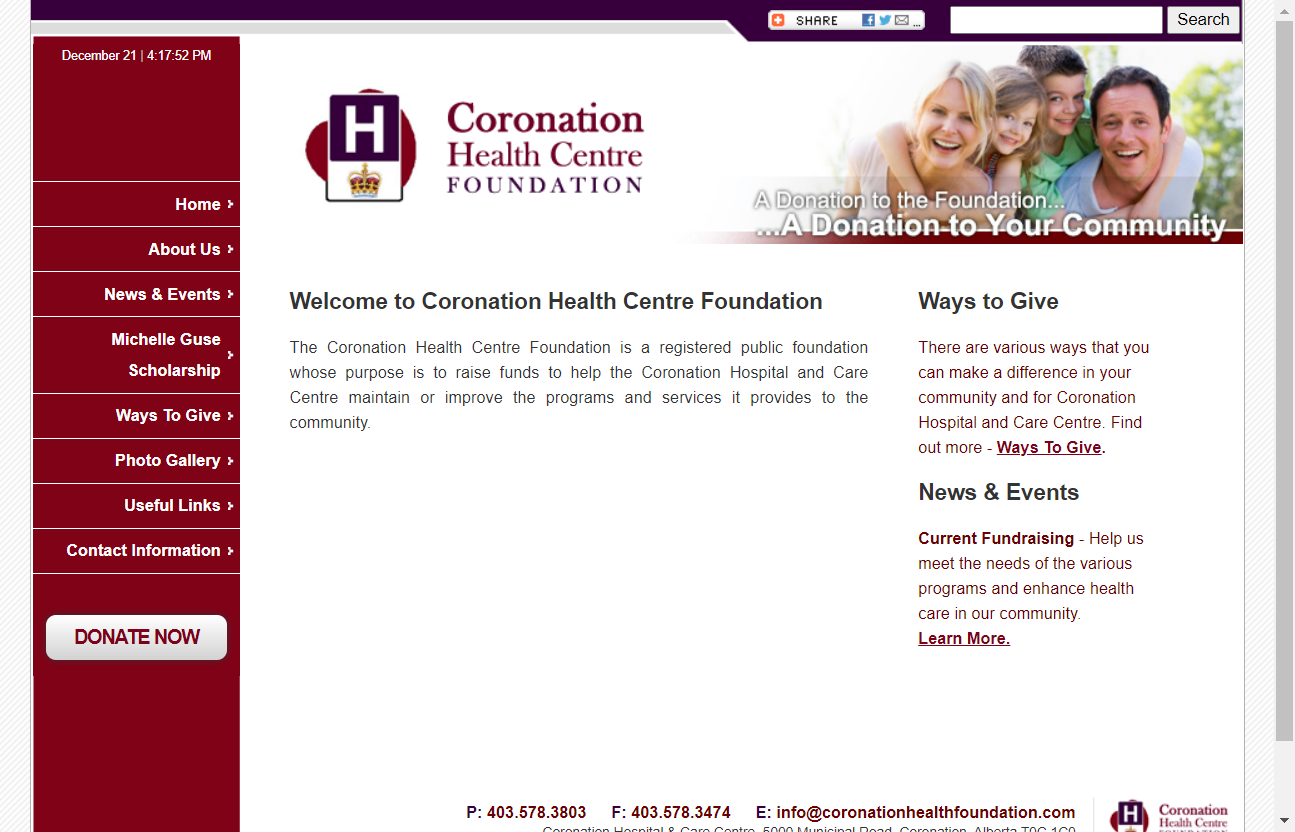 SHARE ...
Search
December 21 | 4:17:52 PM
H
Coronation
Health Centre
FOUNDATION
A Donation to the Foundation...
...A Donation to Your Community
Home
About Us
News & Events
Michelle Guse
Scholarship
Ways To Give
Photo Gallery
Useful Links
Contact Information
DONATE NOW
Welcome to Coronation Health Centre Foundation
The Coronation Health Centre Foundation is a registered public foundation
whose purpose is to raise funds to help the Coronation Hospital and Care
Centre maintain or improve the programs and services it provides to the
community.
Ways to Give
There are various ways that you
can make a difference in your
community and for Coronation
Hospital and Care Centre. Find
out more - Ways To Give.
News & Events
Current Fundraising - Help us
meet the needs of the various
programs and enhance health
care in our community.
Learn More.
P: 403.578.3803 F: 403.578.3474 E: info@coronationhealthfoundation.com
Coronation Hospital & Care Centre, 5000 Municipal Road, Coronation, Alberta T0C 1C0
H
Coronation
Health Centre
FOUNDATION